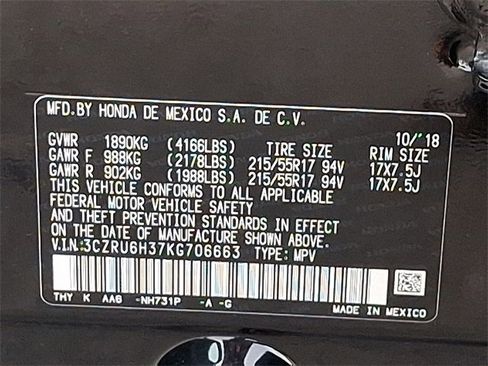 MFD.BY HONDA DE MEXICO S.A. DE C.V.
10/'18
GVWR 1890KG (4166LBS) TIRE SIZE RIM SIZE
GAWR F 988KG (2178LBS) 215/55R17 94V 17X7.5J
GAWR R 902KG (1988LBS) 215/55R17 94V 17X7.5J
THIS VEHICLE CONFORMS TO ALL APPLICABLE
FEDERAL MOTOR VEHICLE SAFETY
AND THEFT PREVENTION STANDARDS IN EFFECT
ON THE DATE OF MANUFACTURE SHOWN ABOVE.
V.I.N.:3CZRU6H37KG706663 TYPE: MPV
THY K AA6 -NH731P -A -G
MADE IN MEXICO